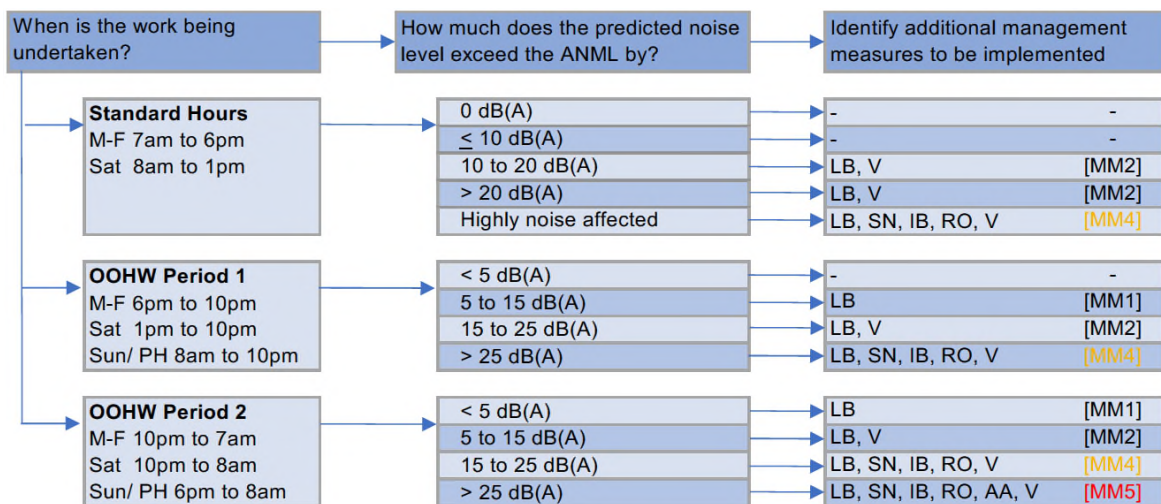 When is the work being
undertaken?
How much does the predicted noise
level exceed the ANML by?
Identify additional management
measures to be implemented
Standard Hours
M-F 7am to 6pm
Sat 8am to 1pm
0 dB(A)
- -
≤ 10 dB(A)
- -
10 to 20 dB(A)
LB, V [MM2]
> 20 dB(A)
LB, V [MM2]
Highly noise affected
LB, SN, IB, RO, V [MM4]
OOHW Period 1
M-F 6pm to 10pm
Sat 1pm to 10pm
Sun/ PH 8am to 10pm
< 5 dB(A)
- -
5 to 15 dB(A)
LB [MM1]
15 to 25 dB(A)
LB, V [MM2]
> 25 dB(A)
LB, SN, IB, RO, V [MM4]
OOHW Period 2
M-F 10pm to 7am
Sat 10pm to 8am
Sun/ PH 6pm to 8am
< 5 dB(A)
LB [MM1]
5 to 15 dB(A)
LB, V [MM2]
15 to 25 dB(A)
LB, SN, IB, RO, V [MM4]
> 25 dB(A)
LB, SN, IB, RO, AA, V [MM5]